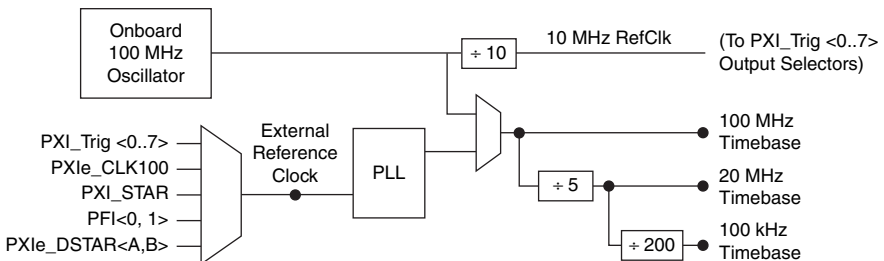 Onboard
100 MHz
Oscillator
÷ 10
10 MHz RefClk
(To PXI_Trig <0..7>
Output Selectors)
PXI_Trig <0..7>
PXIe_CLK100
PXI_STAR
PFI<0, 1>
PXIe_DSTAR<A,B>
External
Reference
Clock
PLL
100 MHz
Timebase
÷ 5
20 MHz
Timebase
÷ 200
100 kHz
Timebase